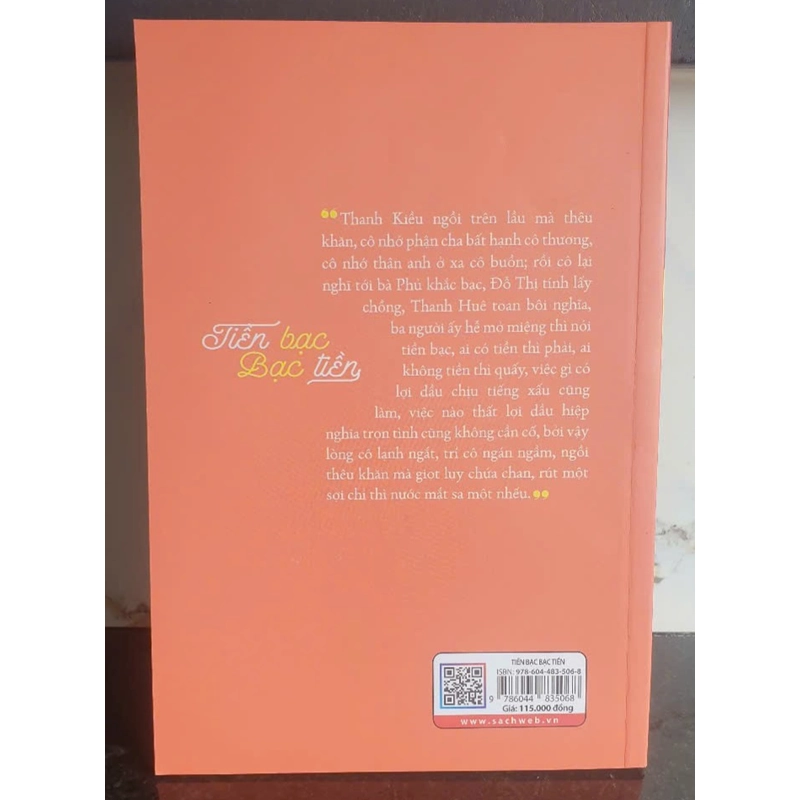 ❝Thanh Kiều ngồi trên lầu mà thêu
khăn, cô nhớ phận cha bất hạnh cô thương,
cô nhớ thân anh ở xa cô buồn; rồi cô lại
nghĩ tới bà Phủ khắc bạc, Đỗ Thị tính lấy
chồng, Thanh Huê toan bôi nghĩa,
ba người ấy hể mở miệng thì nói
tiền bạc, ai có tiền thì phải, ai
không tiền thì quấy, việc gì có
lợi dầu chịu tiếng xấu cũng
làm, việc nào thất lợi dầu hiệp
nghĩa trọn tình cũng không cần cố, bởi vậy
lòng cô lạnh ngắt, trí cô ngán ngẩm, ngồi
thêu khăn mà giọt lụy chứa chan, rút một
sợi chỉ thì nước mắt sa một nhểu.❞
Tiền bạc
Bạc tiền
TIỀN BẠC BẠC TIỀN
ISBN: 978-604-483-506-8
9 786044 835068
Giá: 115.000 đồng
www.sachweb.vn